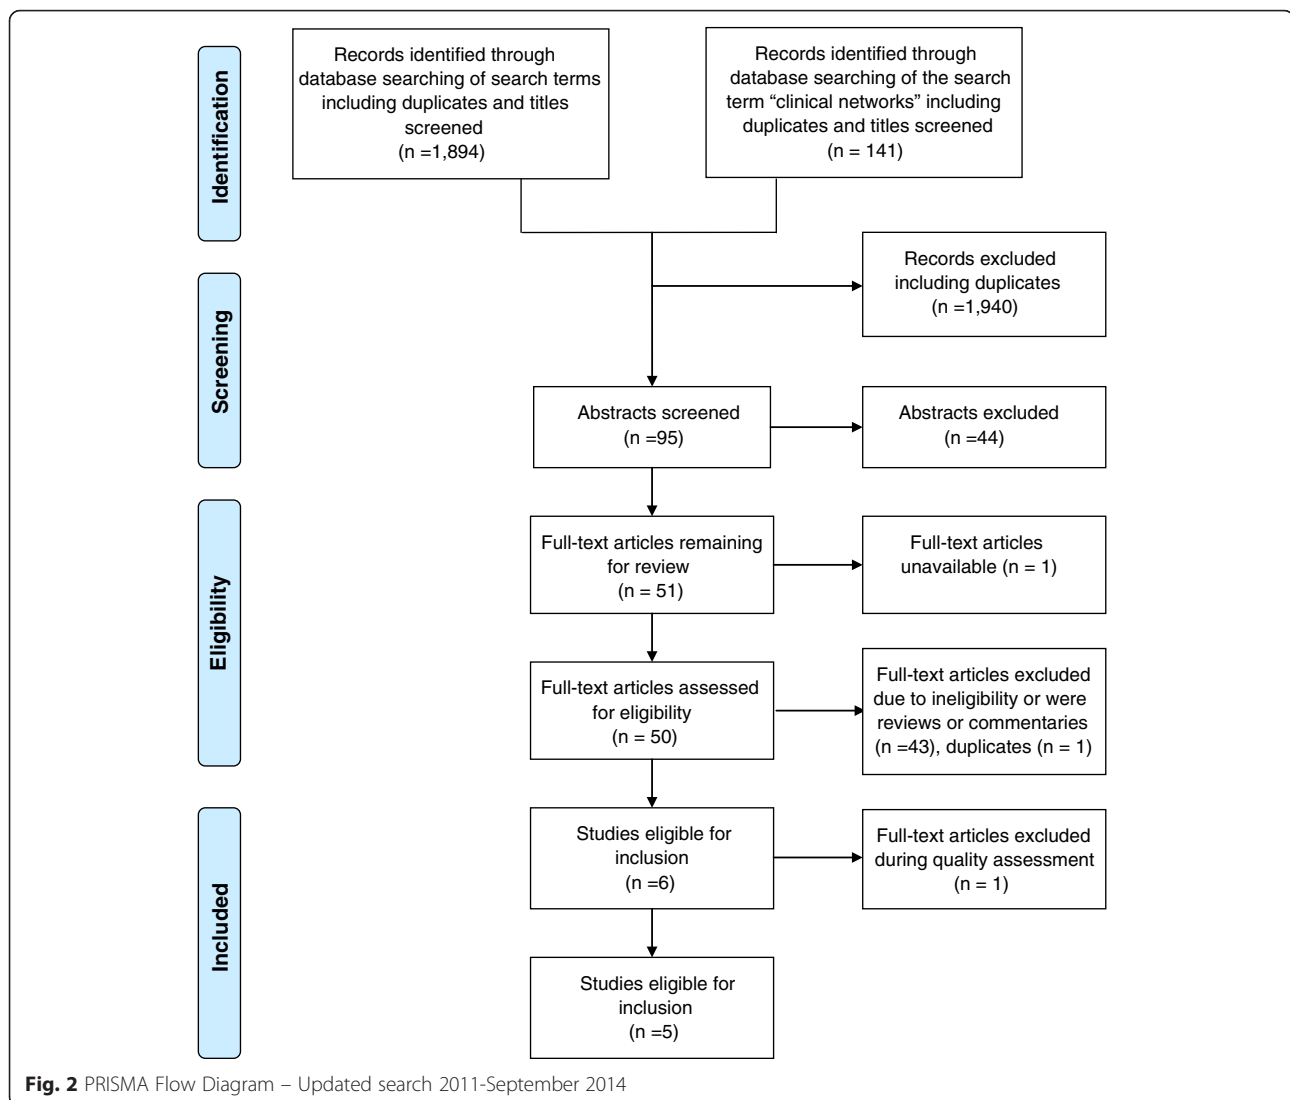 Identification
Records identified through
database searching of search terms
including duplicates and titles
screened
(n =1,894)
Records identified through
database searching of the search
term “clinical networks” including
duplicates and titles screened
(n = 141)
Screening
Records excluded
including duplicates
(n =1,940)
Abstracts screened
(n =95)
Abstracts excluded
(n =44)
Eligibility
Full-text articles remaining
for review
(n = 51)
Full-text articles
unavailable (n = 1)
Full-text articles assessed
for eligibility
(n = 50)
Full-text articles excluded
due to ineligibility or were
reviews or commentaries
(n =43), duplicates (n = 1)
Included
Studies eligible for
inclusion
(n =6)
Full-text articles excluded
during quality assessment
(n = 1)
Studies eligible for
inclusion
(n =5)
Fig. 2 PRISMA Flow Diagram – Updated search 2011-September 2014